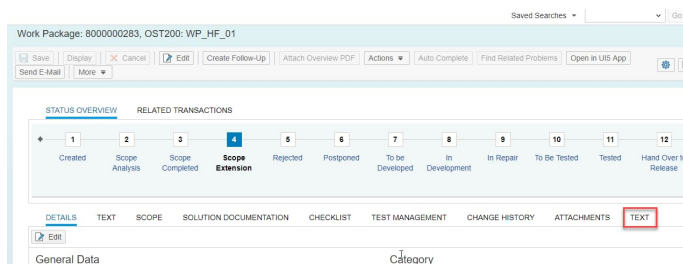 Saved Searches Go
Work Package: 8000000283, OST200: WP_HF_01
Save Display Cancel Edit Create Follow-Up Attach Overview PDF Actions Auto Complete Find Related Problems Open in UI5 App
Send E-Mail More
STATUS OVERVIEW RELATED TRANSACTIONS
1 2 3 4 5 6 7 8 9 10 11 12
Created Scope Scope Scope Rejected Postponed To be In In Repair To Be Tested Tested Hand Over to
Analysis Completed Extension Developed Development Release
DETAILS TEXT SCOPE SOLUTION DOCUMENTATION CHECKLIST TEST MANAGEMENT CHANGE HISTORY ATTACHMENTS TEXT
Edit
General Data Category